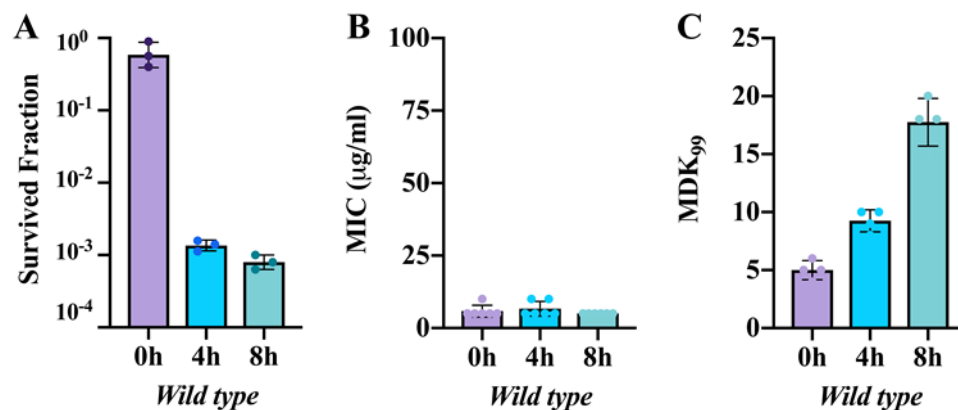 A
Survived Fraction
10⁰
10⁻¹
10⁻²
10⁻³
10⁻⁴
0h 4h 8h
Wild type
B
MIC (µg/ml)
100
75
50
25
0
0h 4h 8h
Wild type
C
MDK₉₉
25
20
15
10
5
0
0h 4h 8h
Wild type